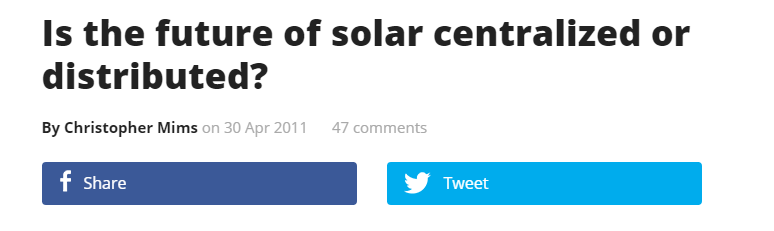 Is the future of solar centralized or
distributed?
By Christopher Mims on 30 Apr 2011 47 comments
Share Tweet